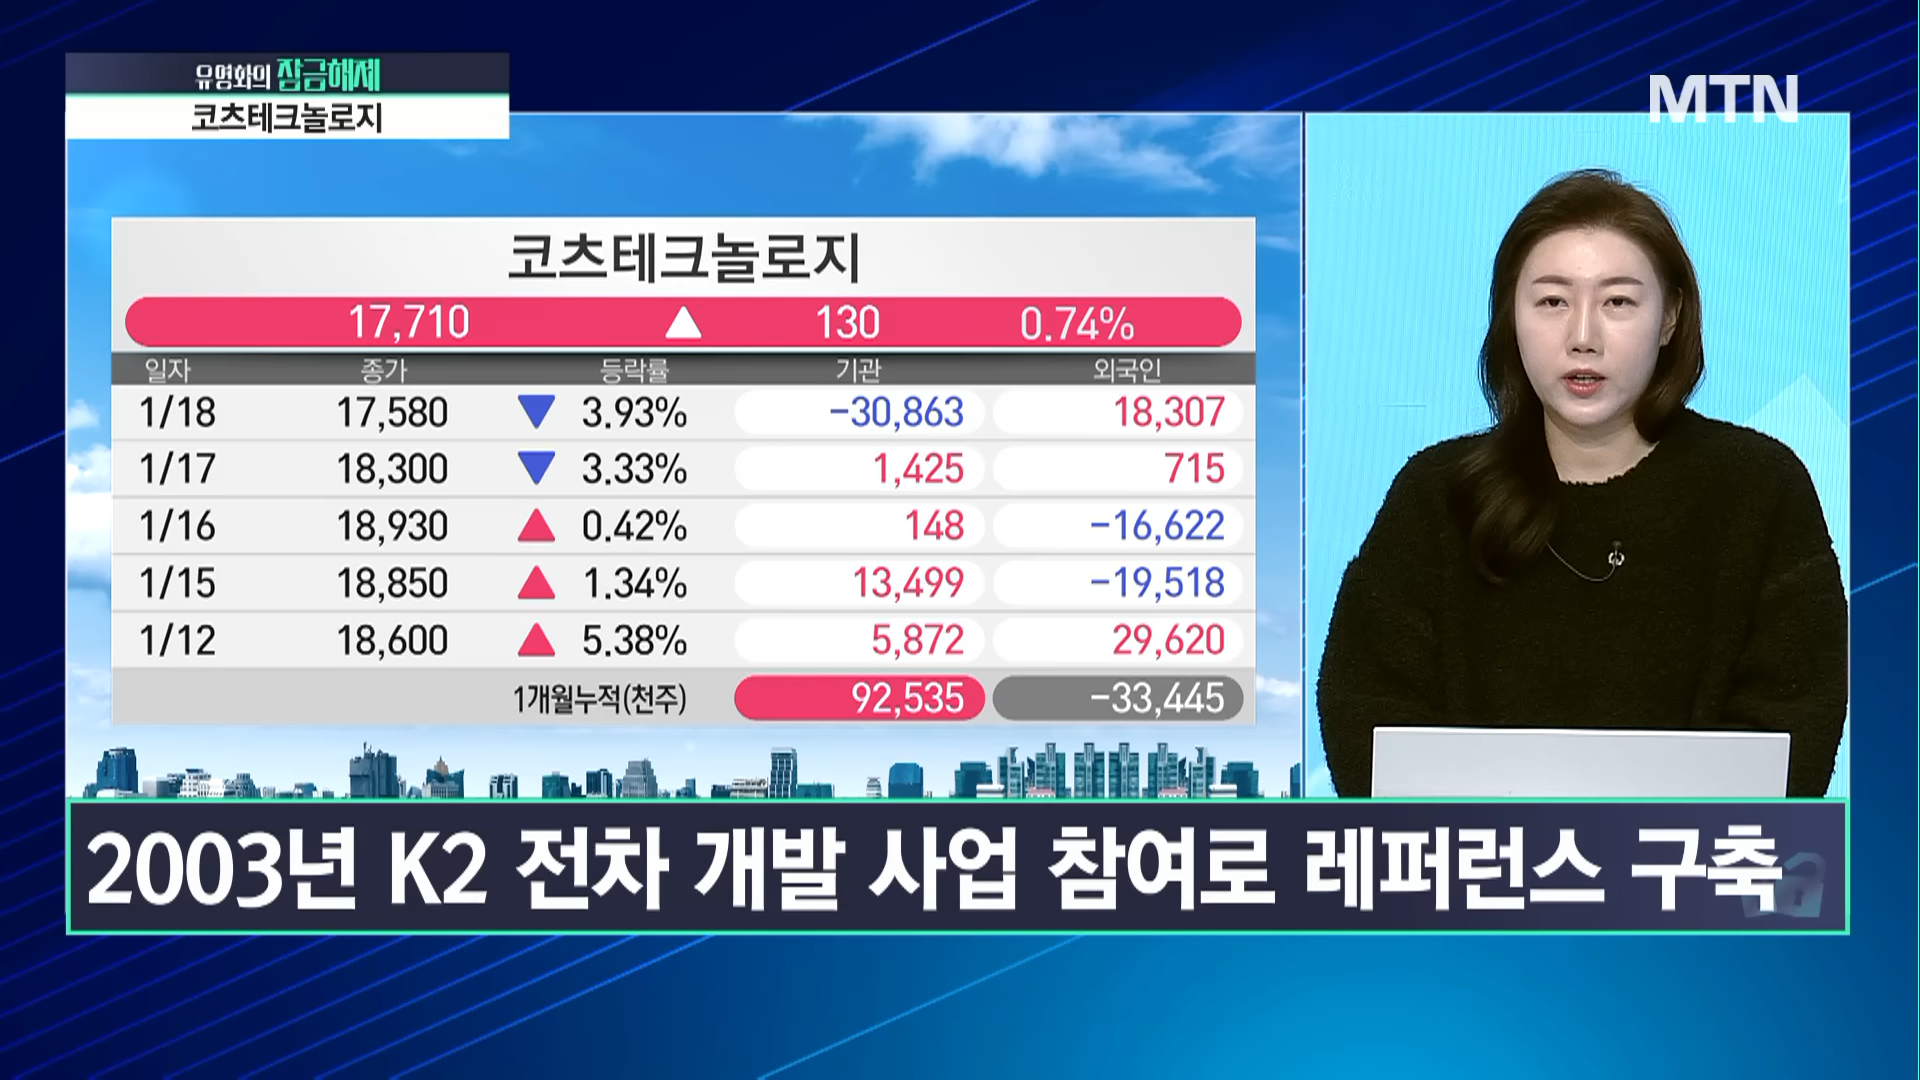 유영화의 잠금해제
코츠테크놀로지
MTN
코츠테크놀로지
17,710 ▲ 130 0.74%
일자 종가 등락률 기관 외국인
1/18 17,580 ▼ 3.93% -30,863 18,307
1/17 18,300 ▼ 3.33% 1,425 715
1/16 18,930 ▲ 0.42% 148 -16,622
1/15 18,850 ▲ 1.34% 13,499 -19,518
1/12 18,600 ▲ 5.38% 5,872 29,620
1개월누적(천주) 92,535 -33,445
2003년 K2 전차 개발 사업 참여로 레퍼런스 구축